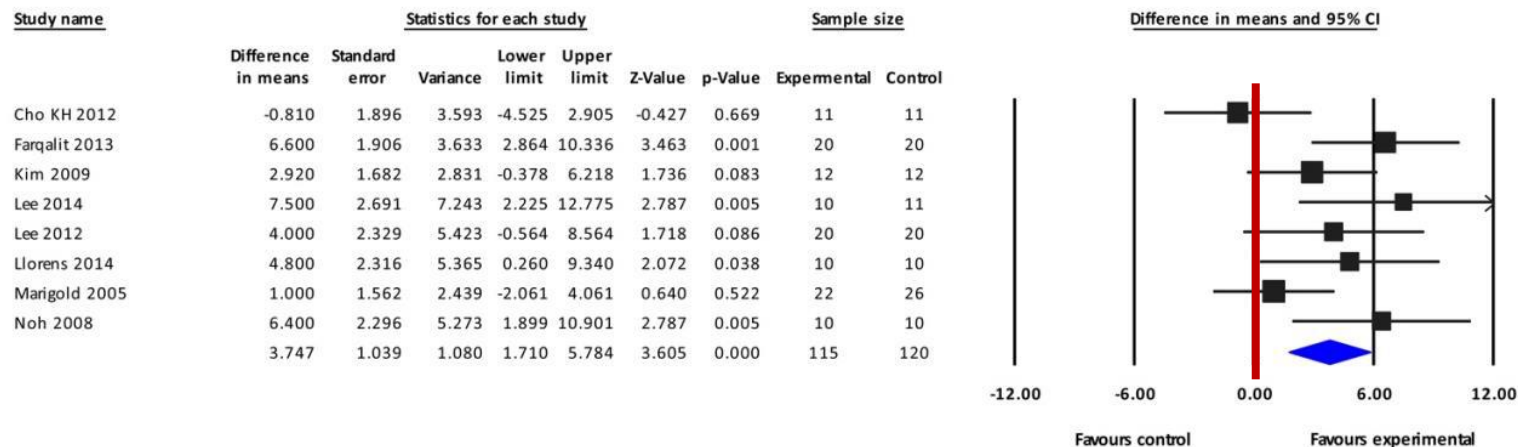 Study name Statistics for each study Sample size Difference in means and 95% CI
Difference Standard Lower Upper
in means error Variance limit limit Z-Value p-Value Expermental Control
Cho KH 2012 -0.810 1.896 3.593 -4.525 2.905 -0.427 0.669 11 11
Farqalit 2013 6.600 1.906 3.633 2.864 10.336 3.463 0.001 20 20
Kim 2009 2.920 1.682 2.831 -0.378 6.218 1.736 0.083 12 12
Lee 2014 7.500 2.691 7.243 2.225 12.775 2.787 0.005 10 11
Lee 2012 4.000 2.329 5.423 -0.564 8.564 1.718 0.086 20 20
Llorens 2014 4.800 2.316 5.365 0.260 9.340 2.072 0.038 10 10
Marigold 2005 1.000 1.562 2.439 -2.061 4.061 0.640 0.522 22 26
Noh 2008 6.400 2.296 5.273 1.899 10.901 2.787 0.005 10 10
3.747 1.039 1.080 1.710 5.784 3.605 0.000 115 120
-12.00 -6.00 0.00 6.00 12.00
Favours control Favours experimental